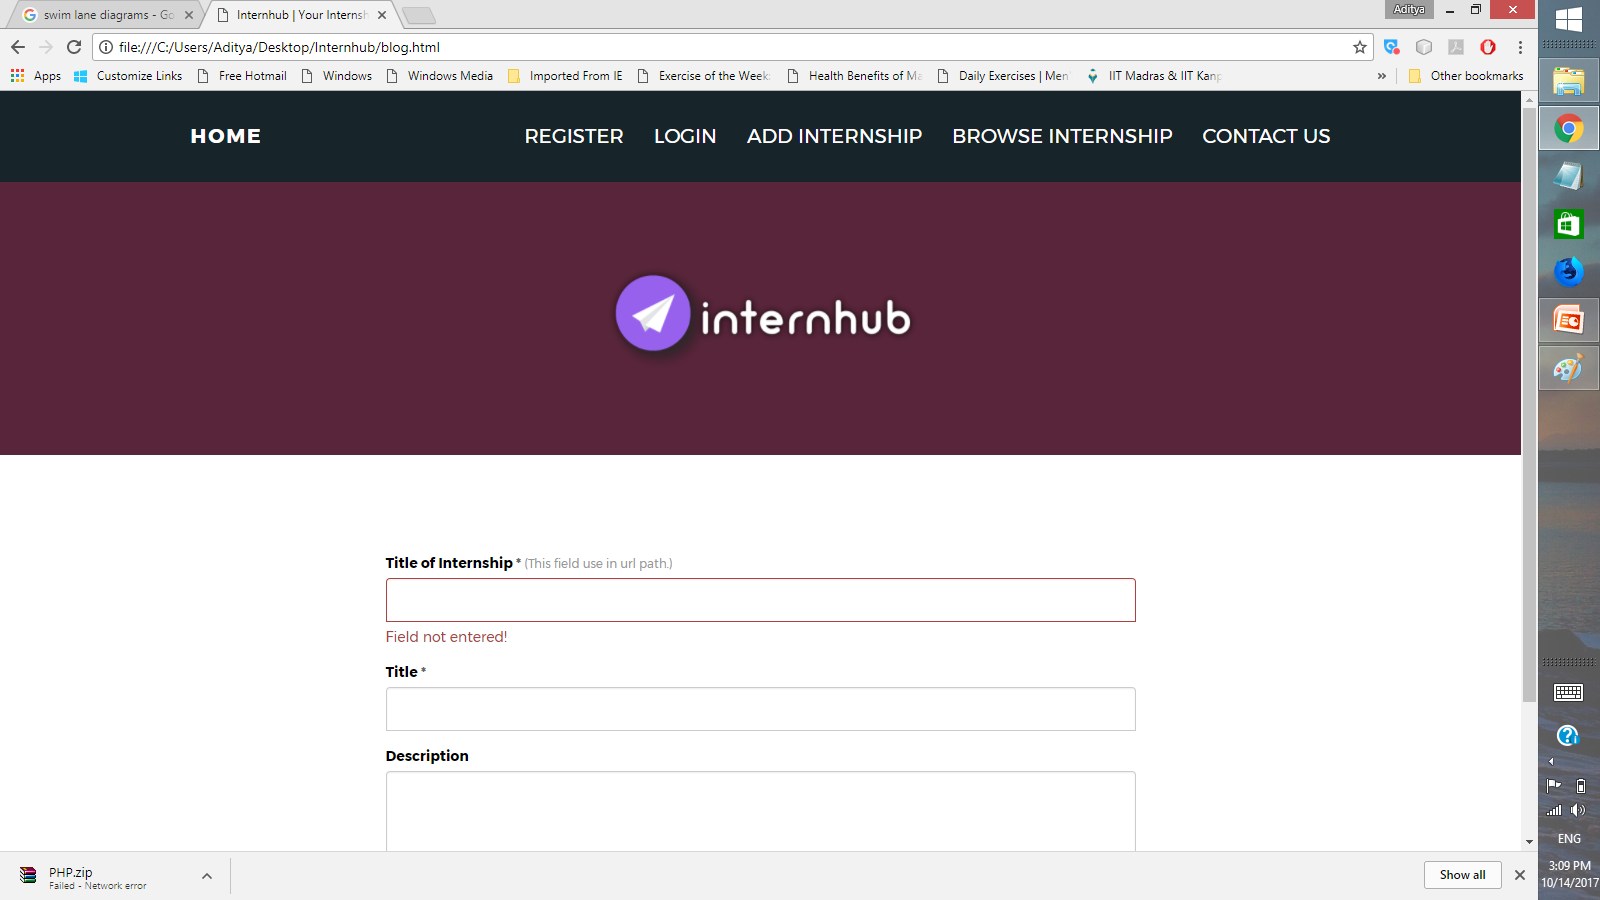 swim lane diagrams - Go
Internhub | Your Internsh
Aditya
file:///C:/Users/Aditya/Desktop/Internhub/blog.html
Apps
Customize Links
Free Hotmail
Windows
Windows Media
Imported From IE
Exercise of the Week
Health Benefits of Ma
Daily Exercises | Men
IIT Madras & IIT Kanp
»
Other bookmarks
HOME
REGISTER
LOGIN
ADD INTERNSHIP
BROWSE INTERNSHIP
CONTACT US
internhub
Title of Internship * (This field use in url path.)
Field not entered!
Title *
Description
PHP.zip
Failed - Network error
Show all
ENG
3:09 PM
10/14/2017